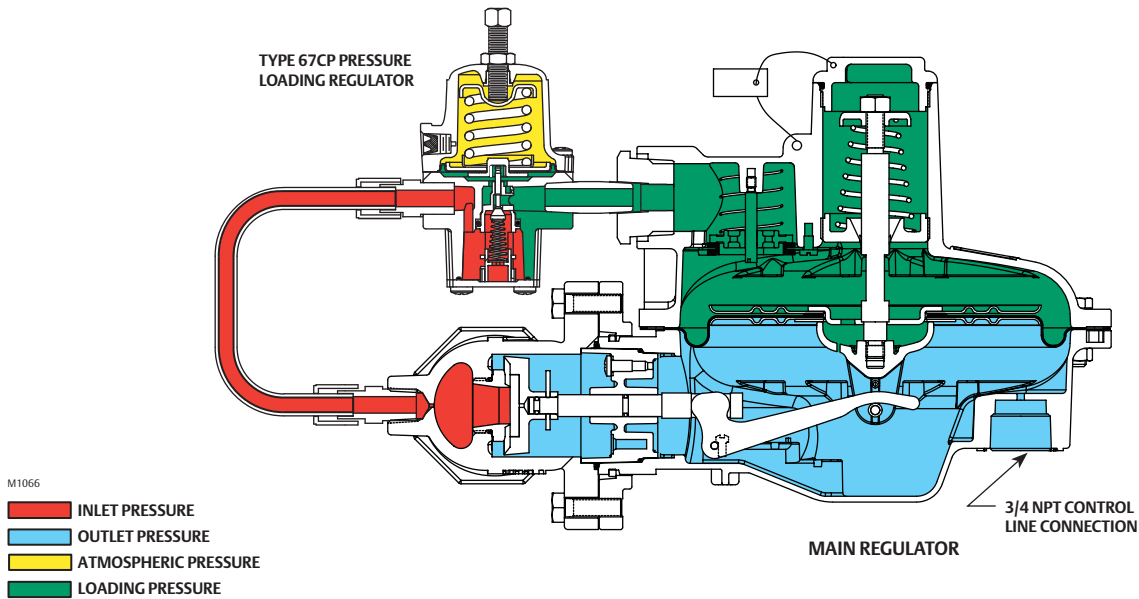 TYPE 67CP PRESSURE
LOADING REGULATOR
M1066
INLET PRESSURE
OUTLET PRESSURE
ATMOSPHERIC PRESSURE
LOADING PRESSURE
MAIN REGULATOR
3/4 NPT CONTROL
LINE CONNECTION